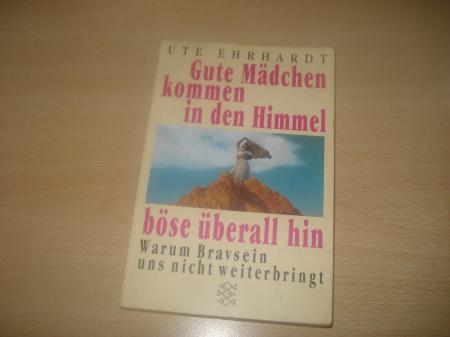 UTE EHRHARDT
Gute Mädchen
kommen
in den Himmel
böse überall hin
Warum Bravsein
uns nicht weiterbringt